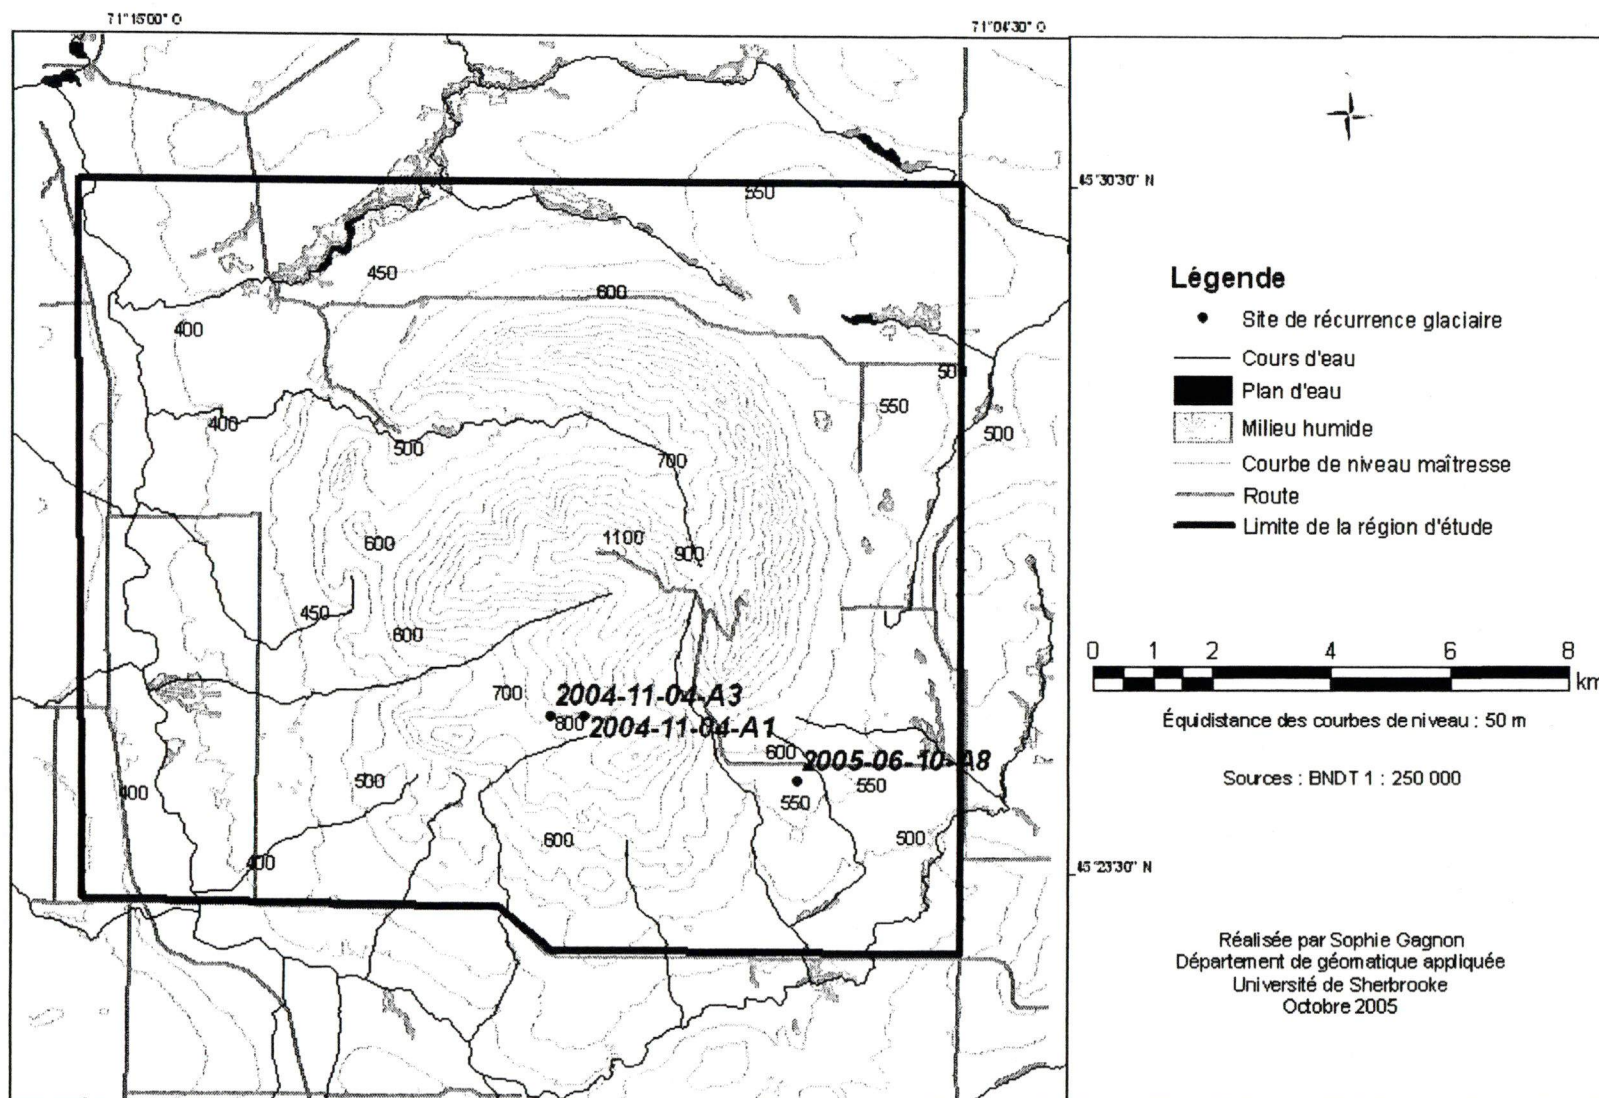 71°15'00" O
71°04'30" O
45°30'30" N
550
450
600
400
50
550
400
500
500
700
600
1100
900
450
600
700
2004-11-04-A3
800
2004-11-04-A1
600
2005-06-10-A8
500
550
550
400
600
500
400
45°23'30" N
Légende
Site de récurrence glaciaire
Cours d'eau
Plan d'eau
Milieu humide
Courbe de niveau maîtresse
Route
Limite de la région d'étude
0 1 2 4 6 8
km
Équidistance des courbes de niveau : 50 m
Sources : BNDT 1 : 250 000
Réalisée par Sophie Gagnon
Département de géomatique appliquée
Université de Sherbrooke
Octobre 2005